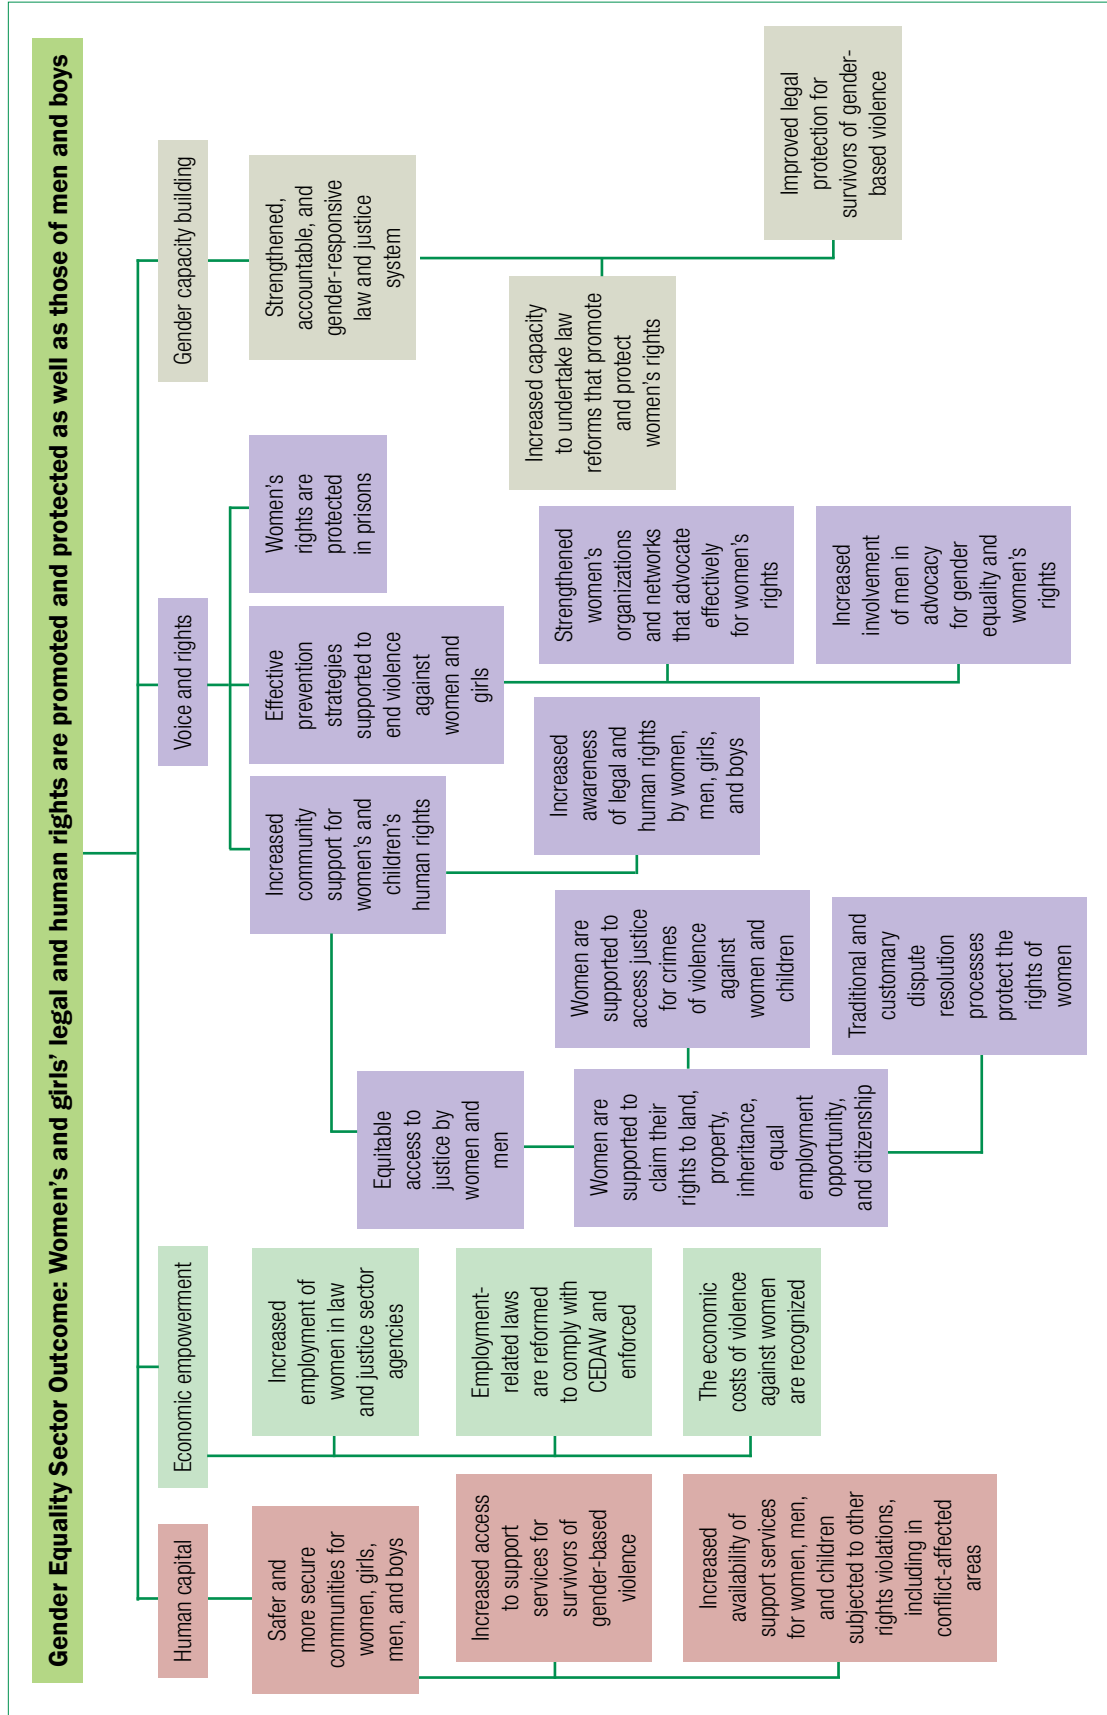 Gender Equality Sector Outcome: Women’s and girls’ legal and human rights are promoted and protected as well as those of men and boys
Human capital
Safer and
more secure
communities for
women, girls,
men, and boys
Increased access
to support
services for
survivors of
gender-based
violence
Increased
availability of
support services
for women, men,
and children
subjected to other
rights violations,
including in
conflict-affected
areas
Economic empowerment
Increased
employment of
women in law
and justice sector
agencies
Employment-
related laws
are reformed
to comply with
CEDAW and
enforced
The economic
costs of violence
against women
are recognized
Voice and rights
Increased
community
support for
women’s and
children’s
human rights
Equitable
access to
justice by
women and
men
Women are
supported to
claim their
rights to land,
property,
inheritance,
equal
employment
opportunity,
and citizenship
Women are
supported to
access justice
for crimes
of violence
against
women and
children
Traditional and
customary
dispute
resolution
processes
protect the
rights of
women
Increased
awareness
of legal and
human rights
by women,
men, girls,
and boys
Effective
prevention
strategies
supported to
end violence
against
women and
girls
Strengthened
women’s
organizations
and networks
that advocate
effectively
for women’s
rights
Increased
involvement
of men in
advocacy
for gender
equality and
women’s
rights
Women’s
rights are
protected
in prisons
Gender capacity building
Strengthened,
accountable, and
gender-responsive
law and justice
system
Increased capacity
to undertake law
reforms that promote
and protect
women’s rights
Improved legal
protection for
survivors of gender-
based violence